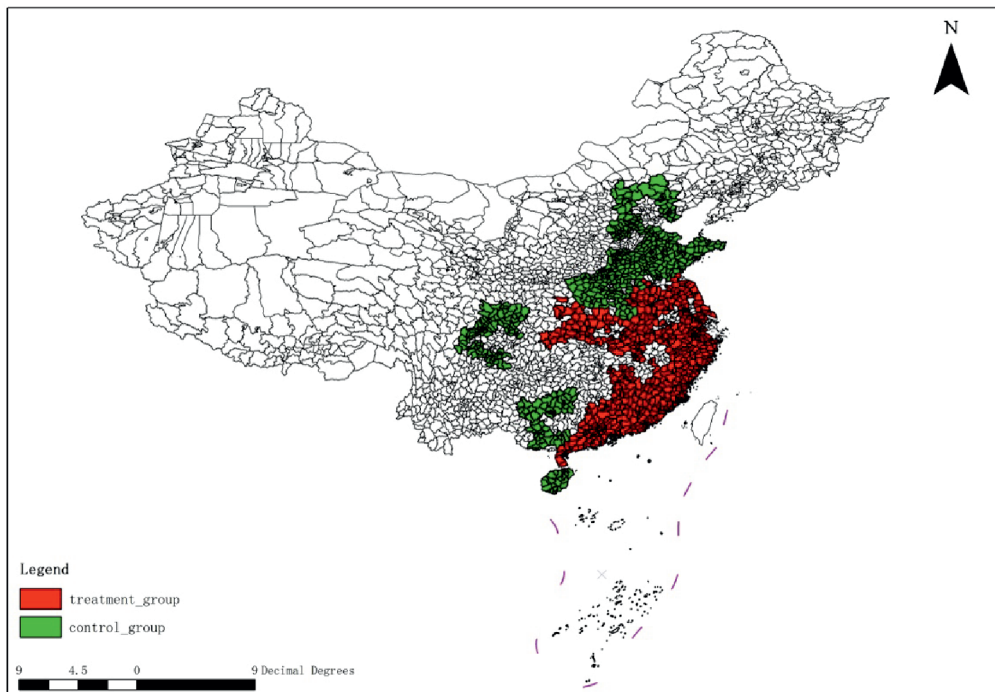 N
Legend
treatment_group
control_group
9 4.5 0 9 Decimal Degrees